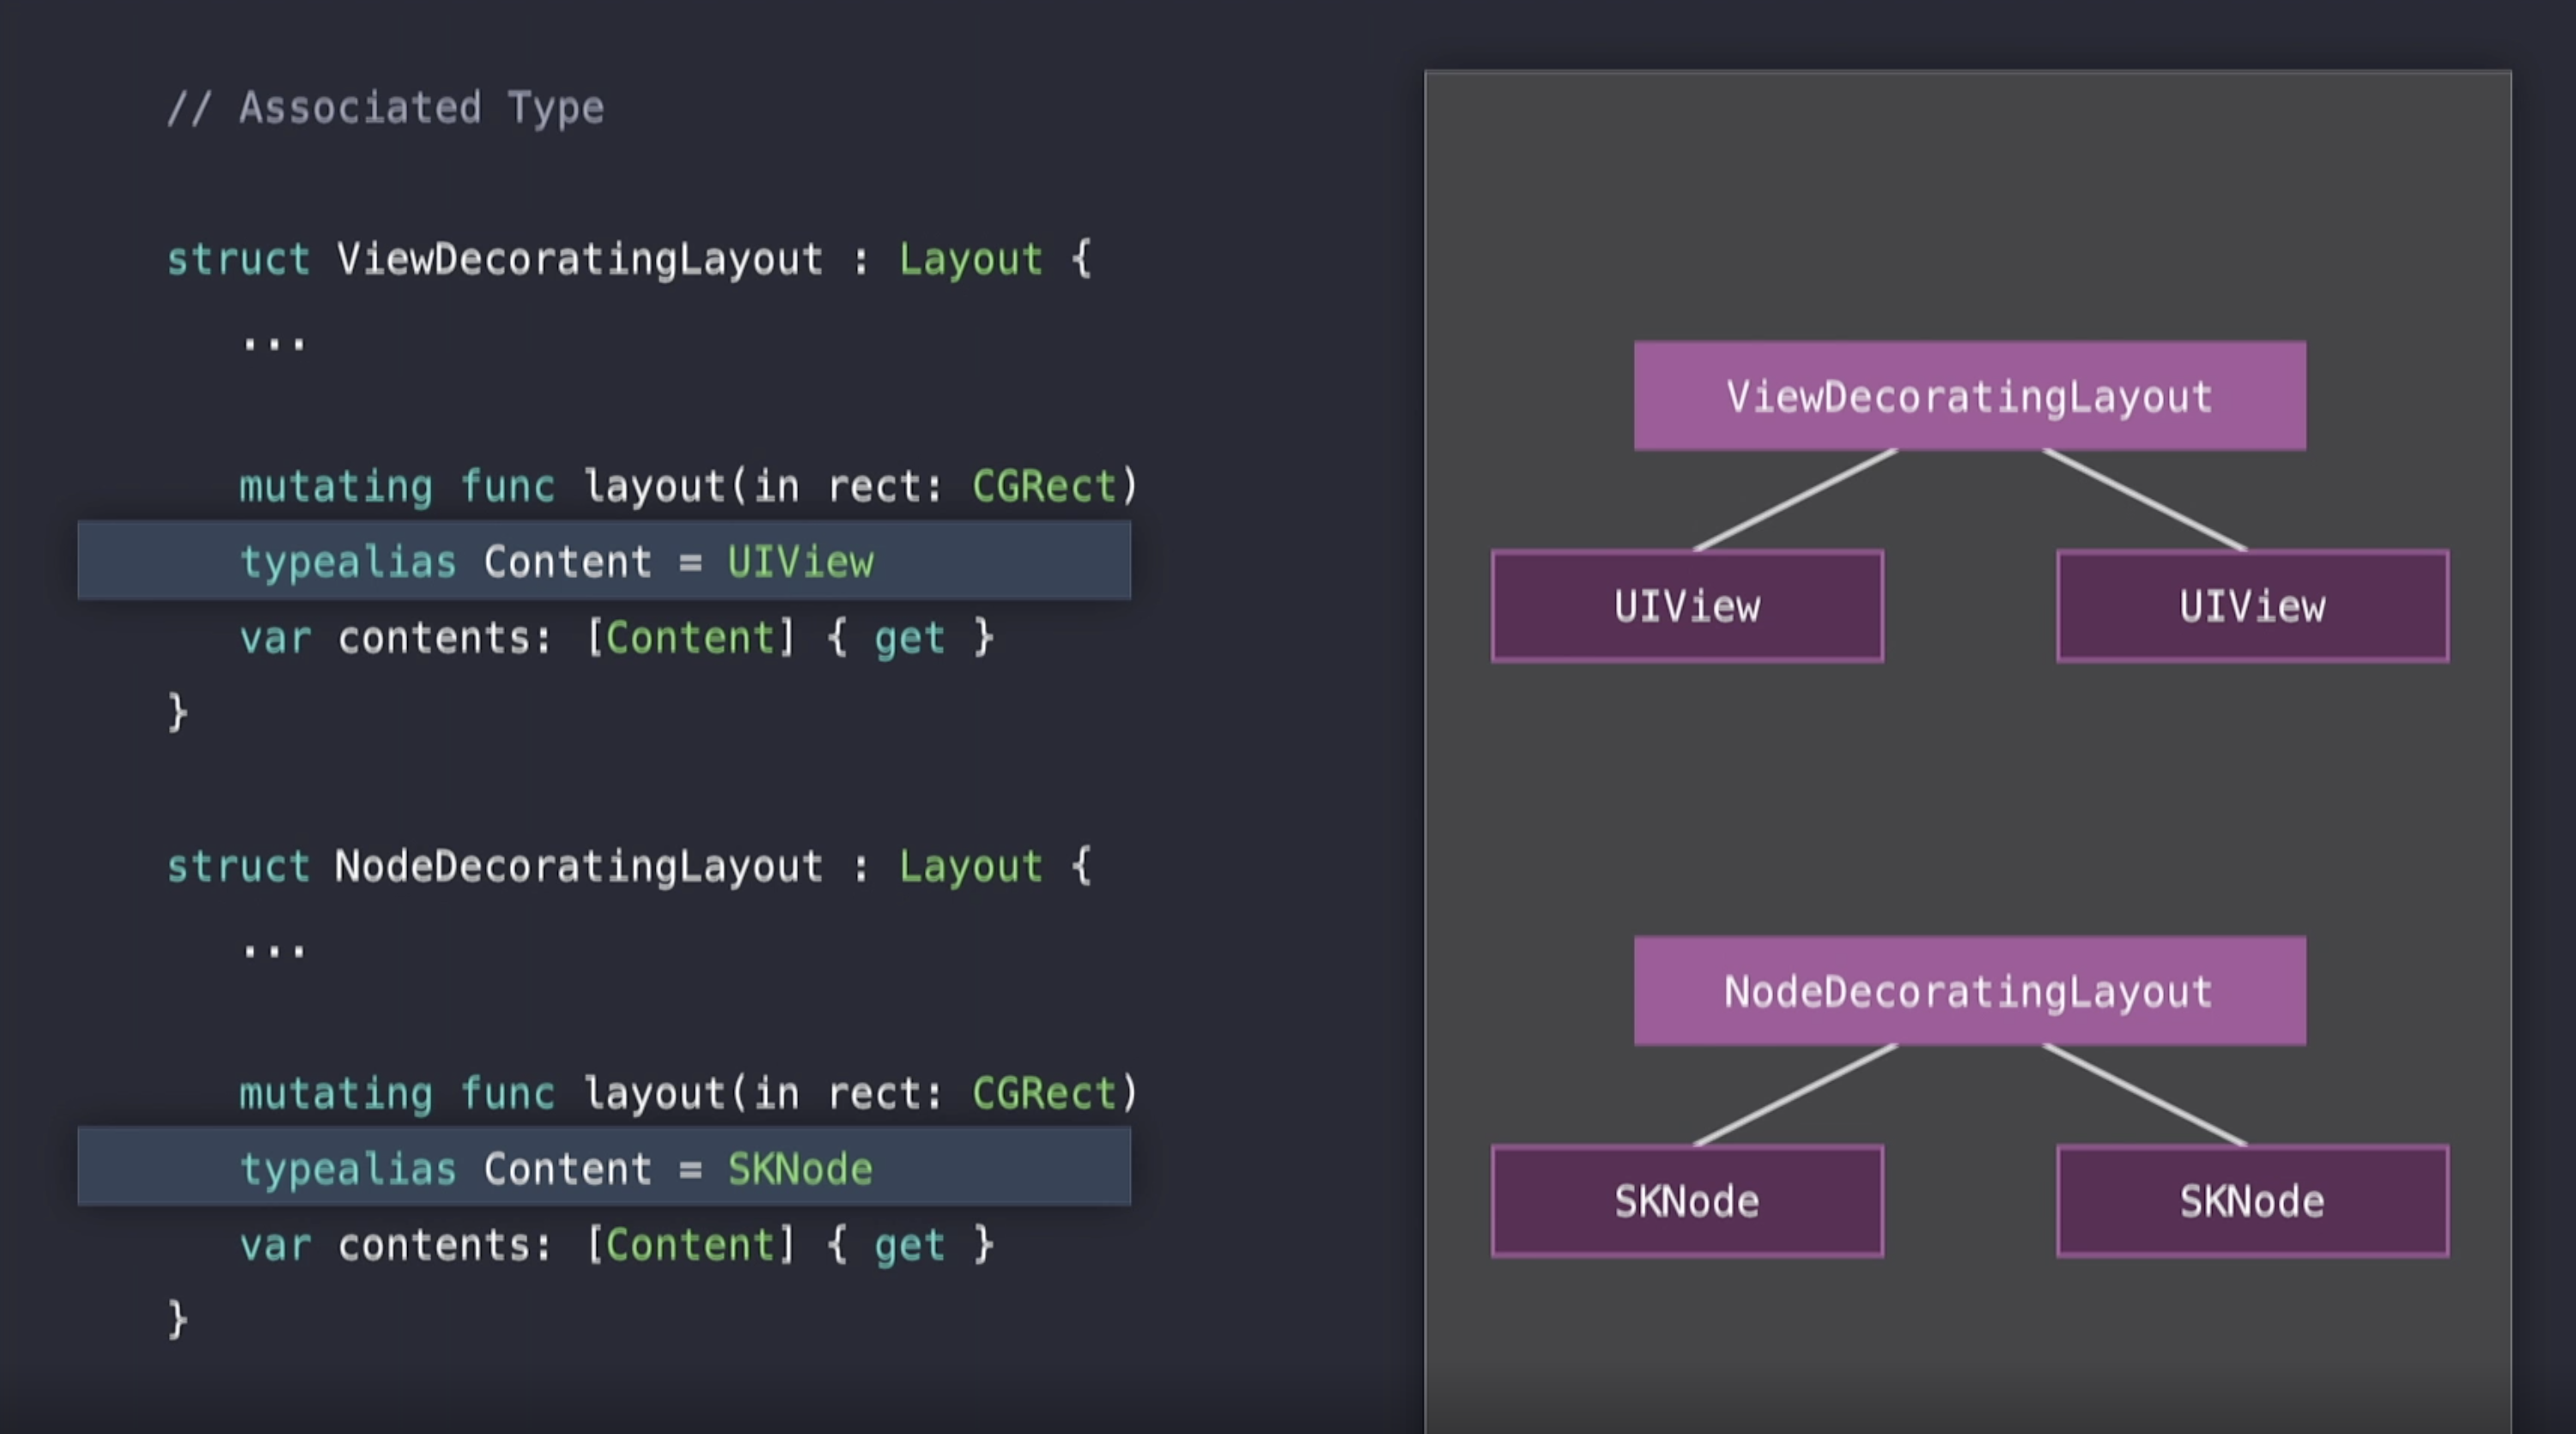 // Associated Type
struct ViewDecoratingLayout : Layout {
...
mutating func layout(in rect: CGRect)
typealias Content = UIView
var contents: [Content] { get }
}
struct NodeDecoratingLayout : Layout {
...
mutating func layout(in rect: CGRect)
typealias Content = SKNode
var contents: [Content] { get }
}
ViewDecoratingLayout
UIView
UIView
NodeDecoratingLayout
SKNode
SKNode